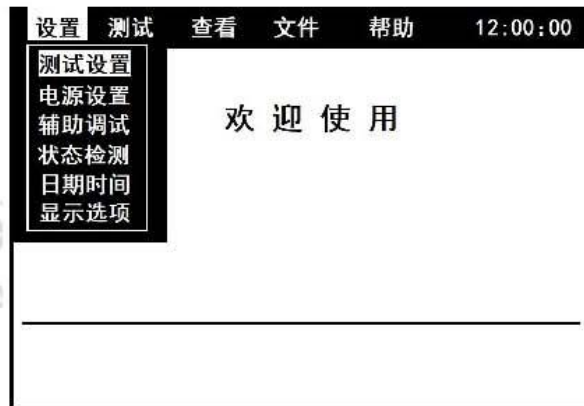 设置 测试 查看 文件 帮助 12:00:00
测试设置
电源设置
辅助调试
状态检测
日期时间
显示选项
欢迎使用